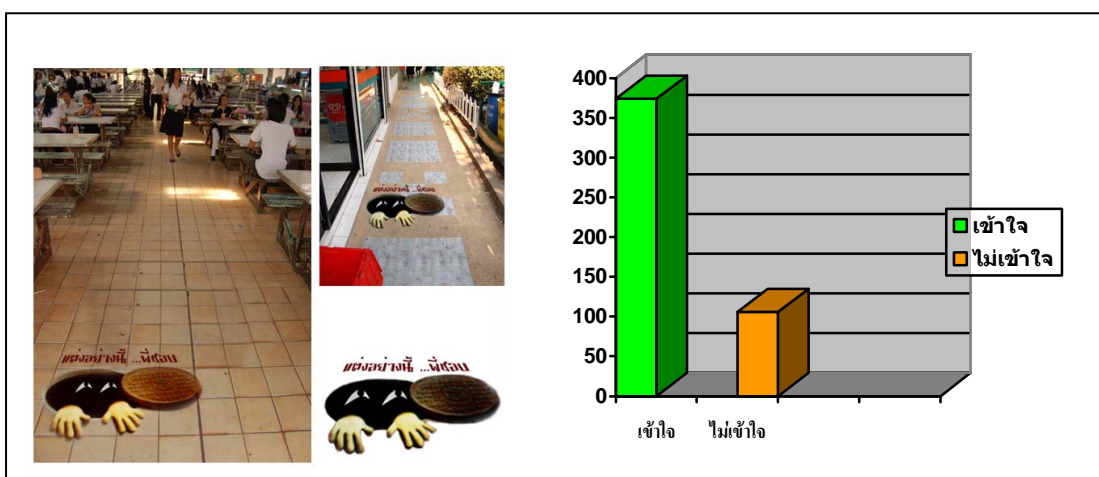 แต่งอย่างนี้ ...พี่ชอบ
แต่งอย่างนี้ ...พี่ชอบ
แต่งอย่างนี้ ...พี่ชอบ
400
350
300
250
200
150
100
50
0
เข้าใจ
ไม่เข้าใจ
เข้าใจ
ไม่เข้าใจ